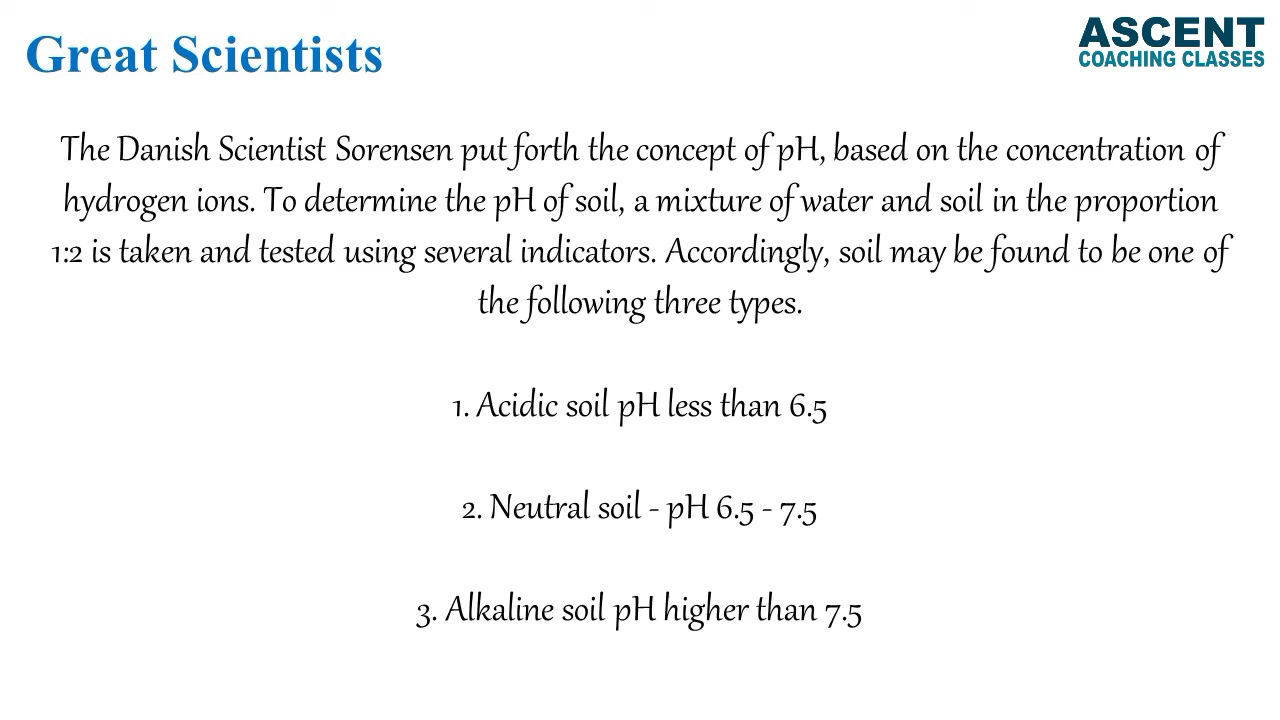 Great Scientists
ASCENT
COACHING CLASSES
The Danish Scientist Sorensen put forth the concept of pH, based on the concentration of
hydrogen ions. To determine the pH of soil, a mixture of water and soil in the proportion
1:2 is taken and tested using several indicators. Accordingly, soil may be found to be one of
the following three types.
1. Acidic soil pH less than 6.5
2. Neutral soil - pH 6.5 - 7.5
3. Alkaline soil pH higher than 7.5